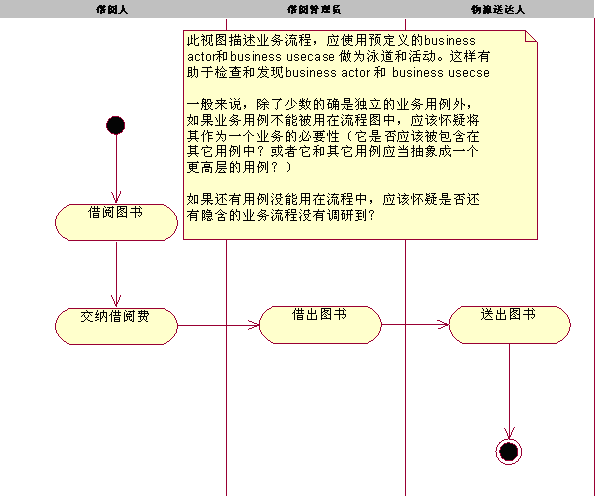 借阅人 借阅管理员 物流送达人
此视图描述业务流程，应使用预定义的business
actor和business usecase 做为泳道和活动。这样有
助于检查和发现business actor 和 business usecse
一般来说，除了少数的确是独立的业务用例外，
如果业务用例不能被用在流程图中，应该怀疑将
其作为一个业务的必要性（它是否应该被包含在
其它用例中？或者它和其它用例应当抽象成一个
更高层的用例？）
如果还有用例没能用在流程中，应该怀疑是否还
有隐含的业务流程没有调研到？
借阅图书
交纳借阅费 借出图书 送出图书